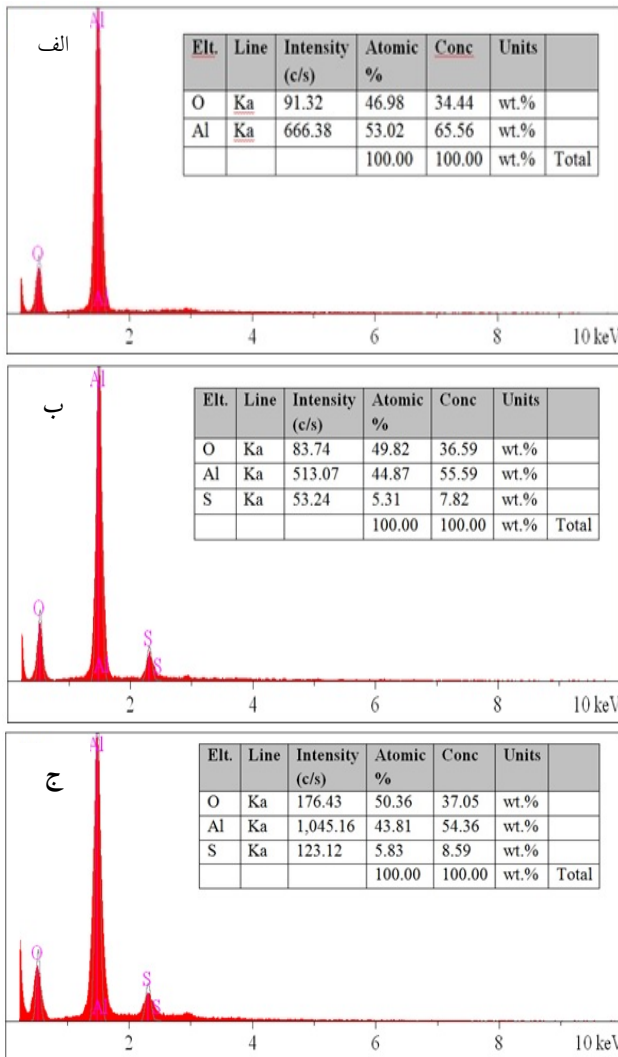 الف
Al
Elt. Line Intensity (c/s) Atomic % Conc Units
O Ka 91.32 46.98 34.44 wt.%
Al Ka 666.38 53.02 65.56 wt.%
100.00 100.00 wt.% Total
O
Al
2 4 6 8 10 keV
ب
Al
Elt. Line Intensity (c/s) Atomic % Conc Units
O Ka 83.74 49.82 36.59 wt.%
Al Ka 513.07 44.87 55.59 wt.%
S Ka 53.24 5.31 7.82 wt.%
100.00 100.00 wt.% Total
O
S
S
Al
2 4 6 8 10 keV
ج
Al
Elt. Line Intensity (c/s) Atomic % Conc Units
O Ka 176.43 50.36 37.05 wt.%
Al Ka 1,045.16 43.81 54.36 wt.%
S Ka 123.12 5.83 8.59 wt.%
100.00 100.00 wt.% Total
O
S
S
Al
2 4 6 8 10 keV